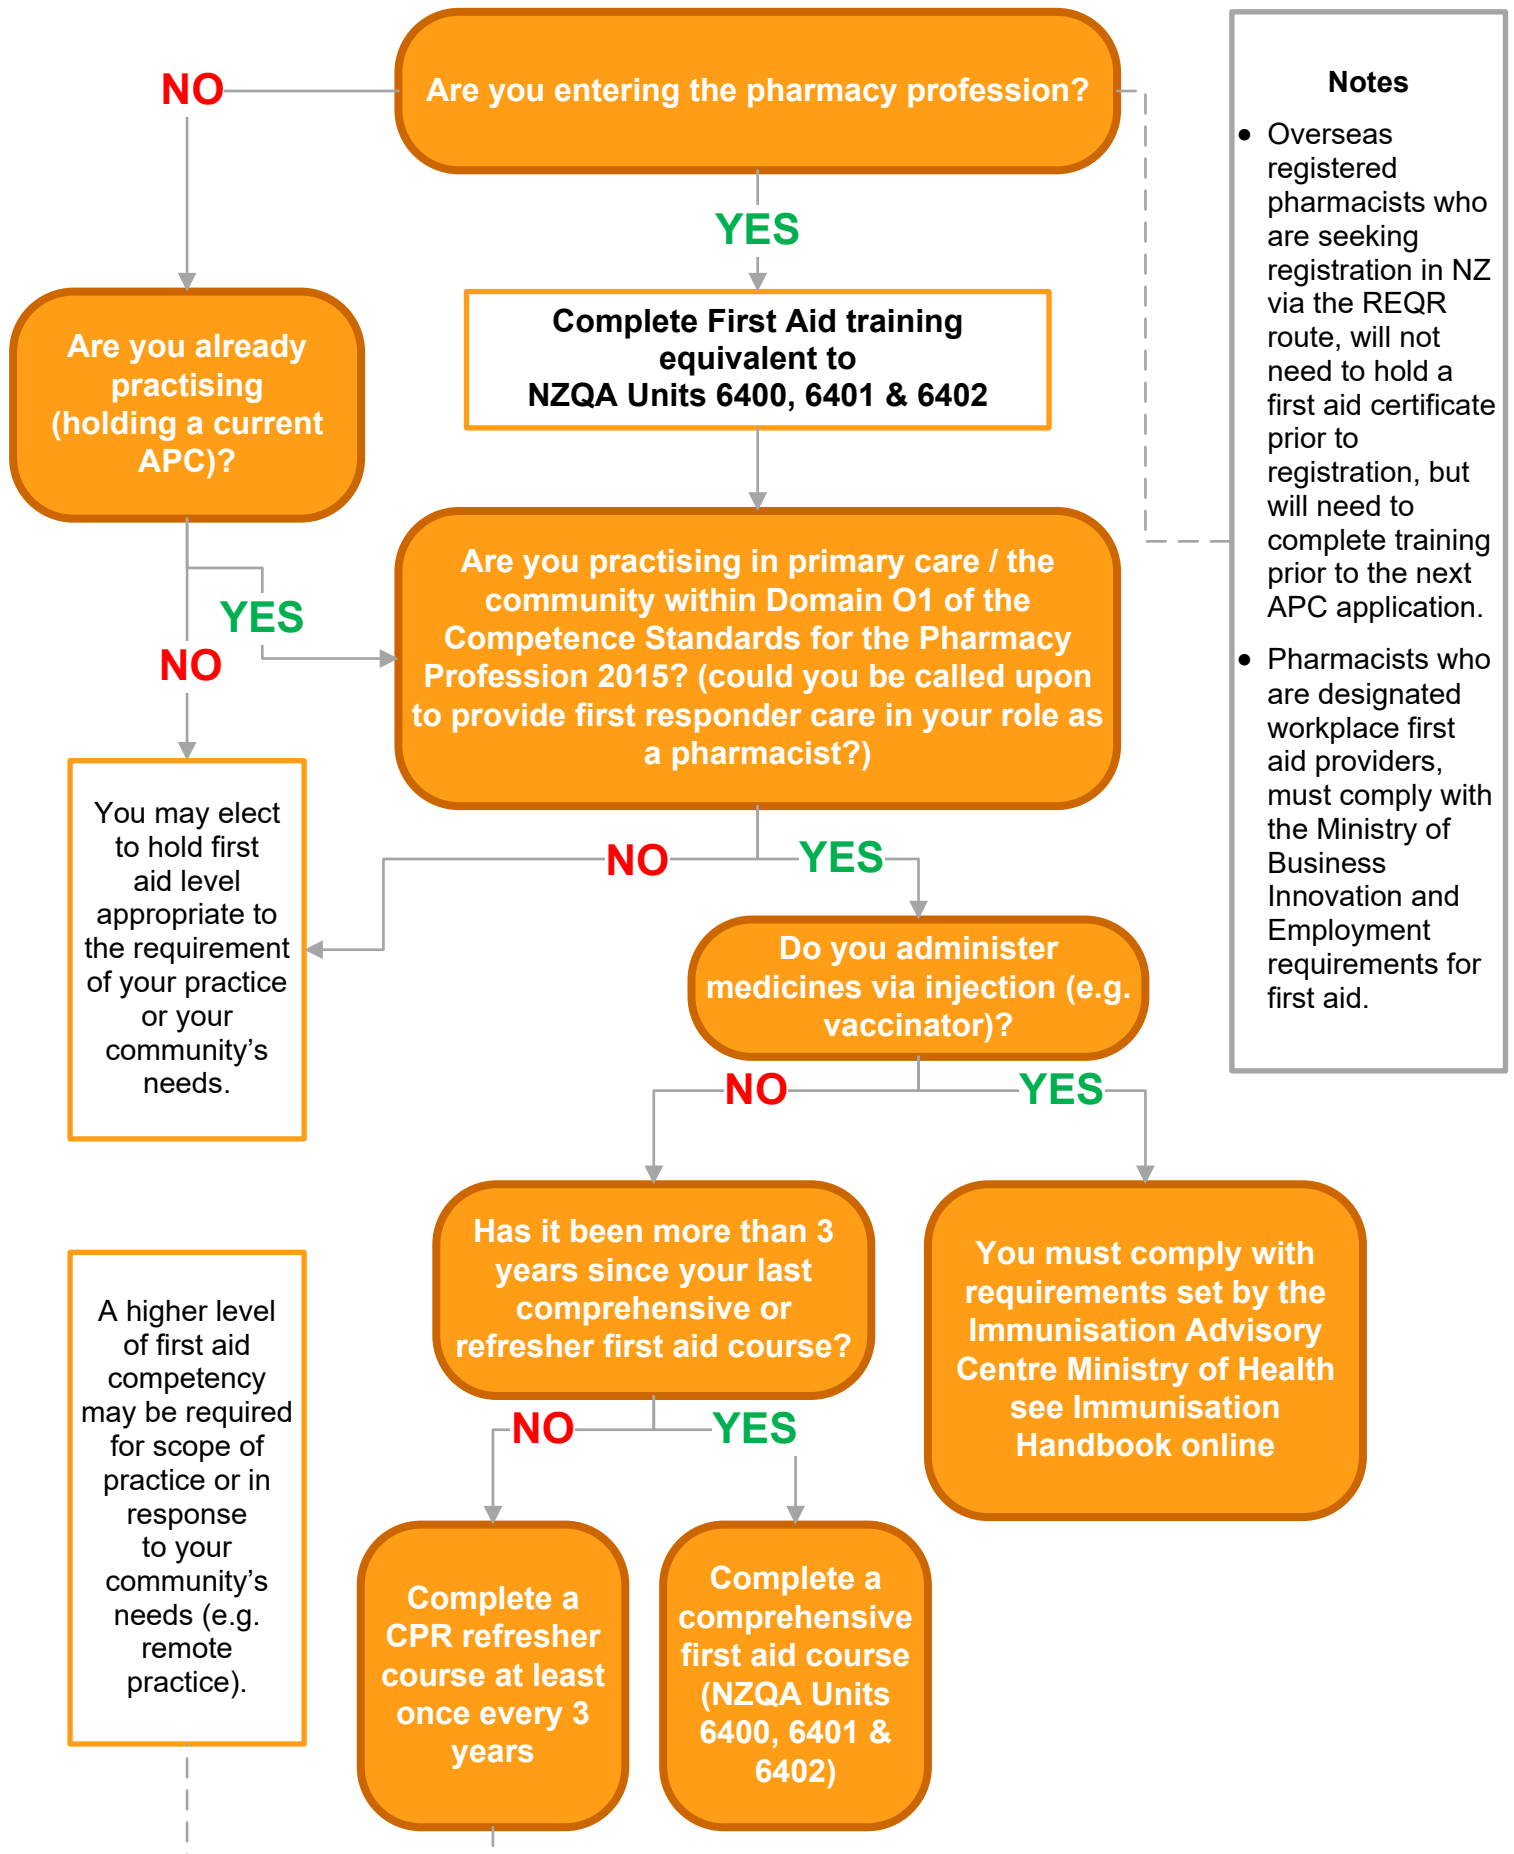 Are you entering the pharmacy profession?
NO
YES
Complete First Aid training
equivalent to
NZQA Units 6400, 6401 & 6402
Are you already
practising
(holding a current
APC)?
YES
NO
Are you practising in primary care / the
community within Domain O1 of the
Competence Standards for the Pharmacy
Profession 2015? (could you be called upon
to provide first responder care in your role as
a pharmacist?)
NO
YES
You may elect
to hold first
aid level
appropriate to
the requirement
of your practice
or your
community’s
needs.
Do you administer
medicines via injection (e.g.
vaccinator)?
NO
YES
Has it been more than 3
years since your last
comprehensive or
refresher first aid course?
You must comply with
requirements set by the
Immunisation Advisory
Centre Ministry of Health
see Immunisation
Handbook online
NO
YES
Complete a
CPR refresher
course at least
once every 3
years
Complete a
comprehensive
first aid course
(NZQA Units
6400, 6401 &
6402)
A higher level
of first aid
competency
may be required
for scope of
practice or in
response
to your
community’s
needs (e.g.
remote
practice).
Notes
● Overseas
registered
pharmacists who
are seeking
registration in NZ
via the REQR
route, will not
need to hold a
first aid certificate
prior to
registration, but
will need to
complete training
prior to the next
APC application.
● Pharmacists who
are designated
workplace first
aid providers,
must comply with
the Ministry of
Business
Innovation and
Employment
requirements for
first aid.